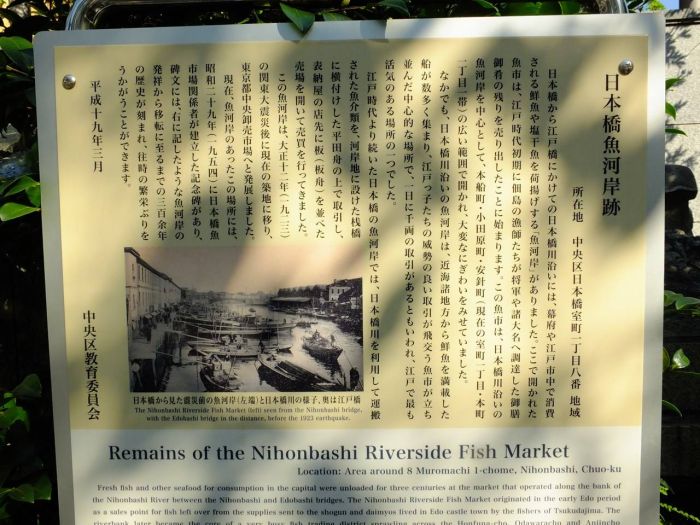 日本橋魚河岸跡
所在地 中央区日本橋室町一丁目八番 地域
日本橋から江戸橋にかけての日本橋川沿いには、幕府や江戸市中で消費
される鮮魚や塩干魚を荷揚げする「魚河岸」がありました。ここで開かれた
魚市は、江戸時代初期に佃島の漁師たちが将軍や諸大名へ調達した御膳
御肴の残りを売り出したことに始まります。この魚市は、日本橋川沿いの
魚河岸を中心として、本船町・小田原町・安針町(現在の室町一丁目・本町
一丁目一帯)の広い範囲で開かれ、大変なにぎわいをみせていました。
なかでも、日本橋川沿いの魚河岸は、近海諸地方から鮮魚を満載した
船が数多く集まり、江戸っ子たちの威勢の良い取引が飛交う魚市が立ち
並んだ中心的な場所で、一日に千両の取引があるともいわれ、江戸で最も
活気のある場所の一つでした。
江戸時代より続いた日本橋の魚河岸では、日本橋川を利用して運搬
された魚介類を、河岸地に設けた桟橋
に横付けした平田舟の上で取引し、
表納屋の店先に板(板舟)を並べた
売場を開いて売買を行ってきました。
この魚河岸は、大正十二年(一九二三)
の関東大震災後に現在の築地に移り、
東京都中央卸売市場へと発展しました。
現在、魚河岸のあったこの場所には、
昭和二十九年(一九五四)に日本橋魚
市場関係者が建立した記念碑があり、
碑文には、右に記したような魚河岸の
発祥から移転に至るまでの三百余年
の歴史が刻まれ、往時の繁栄ぶりを
うかがうことができます。
平成十九年三月
中央区教育委員会
日本橋から見た震災前の魚河岸(左端)と日本橋川の様子、奥は江戸橋
The Nihonbashi Riverside Fish Market (left) seen from the Nihonbashi bridge,
with the Edobachi bridge in the distance, before the 1923 earthquake.
Remains of the Nihonbashi Riverside Fish Market
Location: Area around 8 Muromachi 1-chome, Nihonbashi, Chuo-ku
Fresh fish and other seafood for consumption in the capital were unloaded for three centuries at the market that operated along the bank of
the Nihonbashi River between the Nihonbashi and Edobashi bridges. The Nihonbashi Riverside Fish Market originated in the early Edo period
as a sales point for fish left over from the supplies sent to the shogun and daimyos lived in Edo castle town by the fishers of Tsukudajima. The
riverbank later became the core of a very busy fish trading district spreading across the Honfuna-cho, Odawaracho and Anjincho